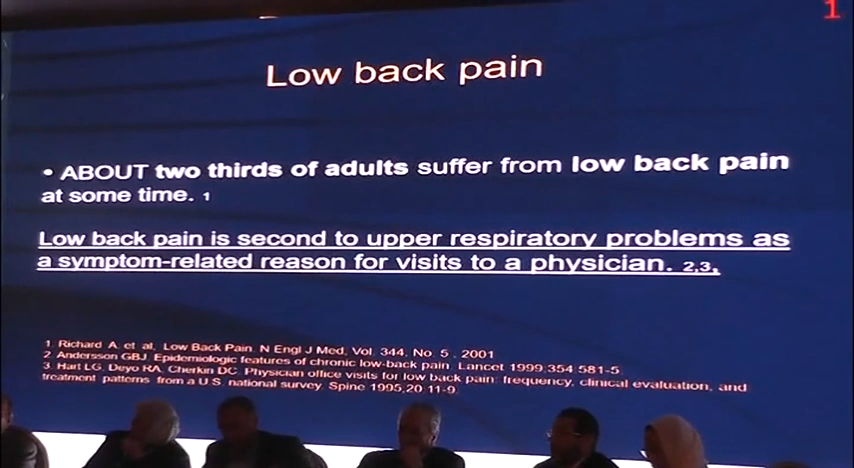 1
Low back pain
• ABOUT two thirds of adults suffer from low back pain
at some time. 1
Low back pain is second to upper respiratory problems as
a symptom-related reason for visits to a physician. 2,3,
1. Richard A. et al, Low Back Pain. N Engl J Med, Vol. 344, No. 5 . 2001
2 Andersson GBJ. Epidemiologic features of chronic low-back pain. Lancet 1999;354:581-5
3. Hart LG, Deyo RA, Cherkin DC. Physician office visits for low back pain: frequency, clinical evaluation, and
treatment patterns from a U.S. national survey. Spine 1995;20:11-9.